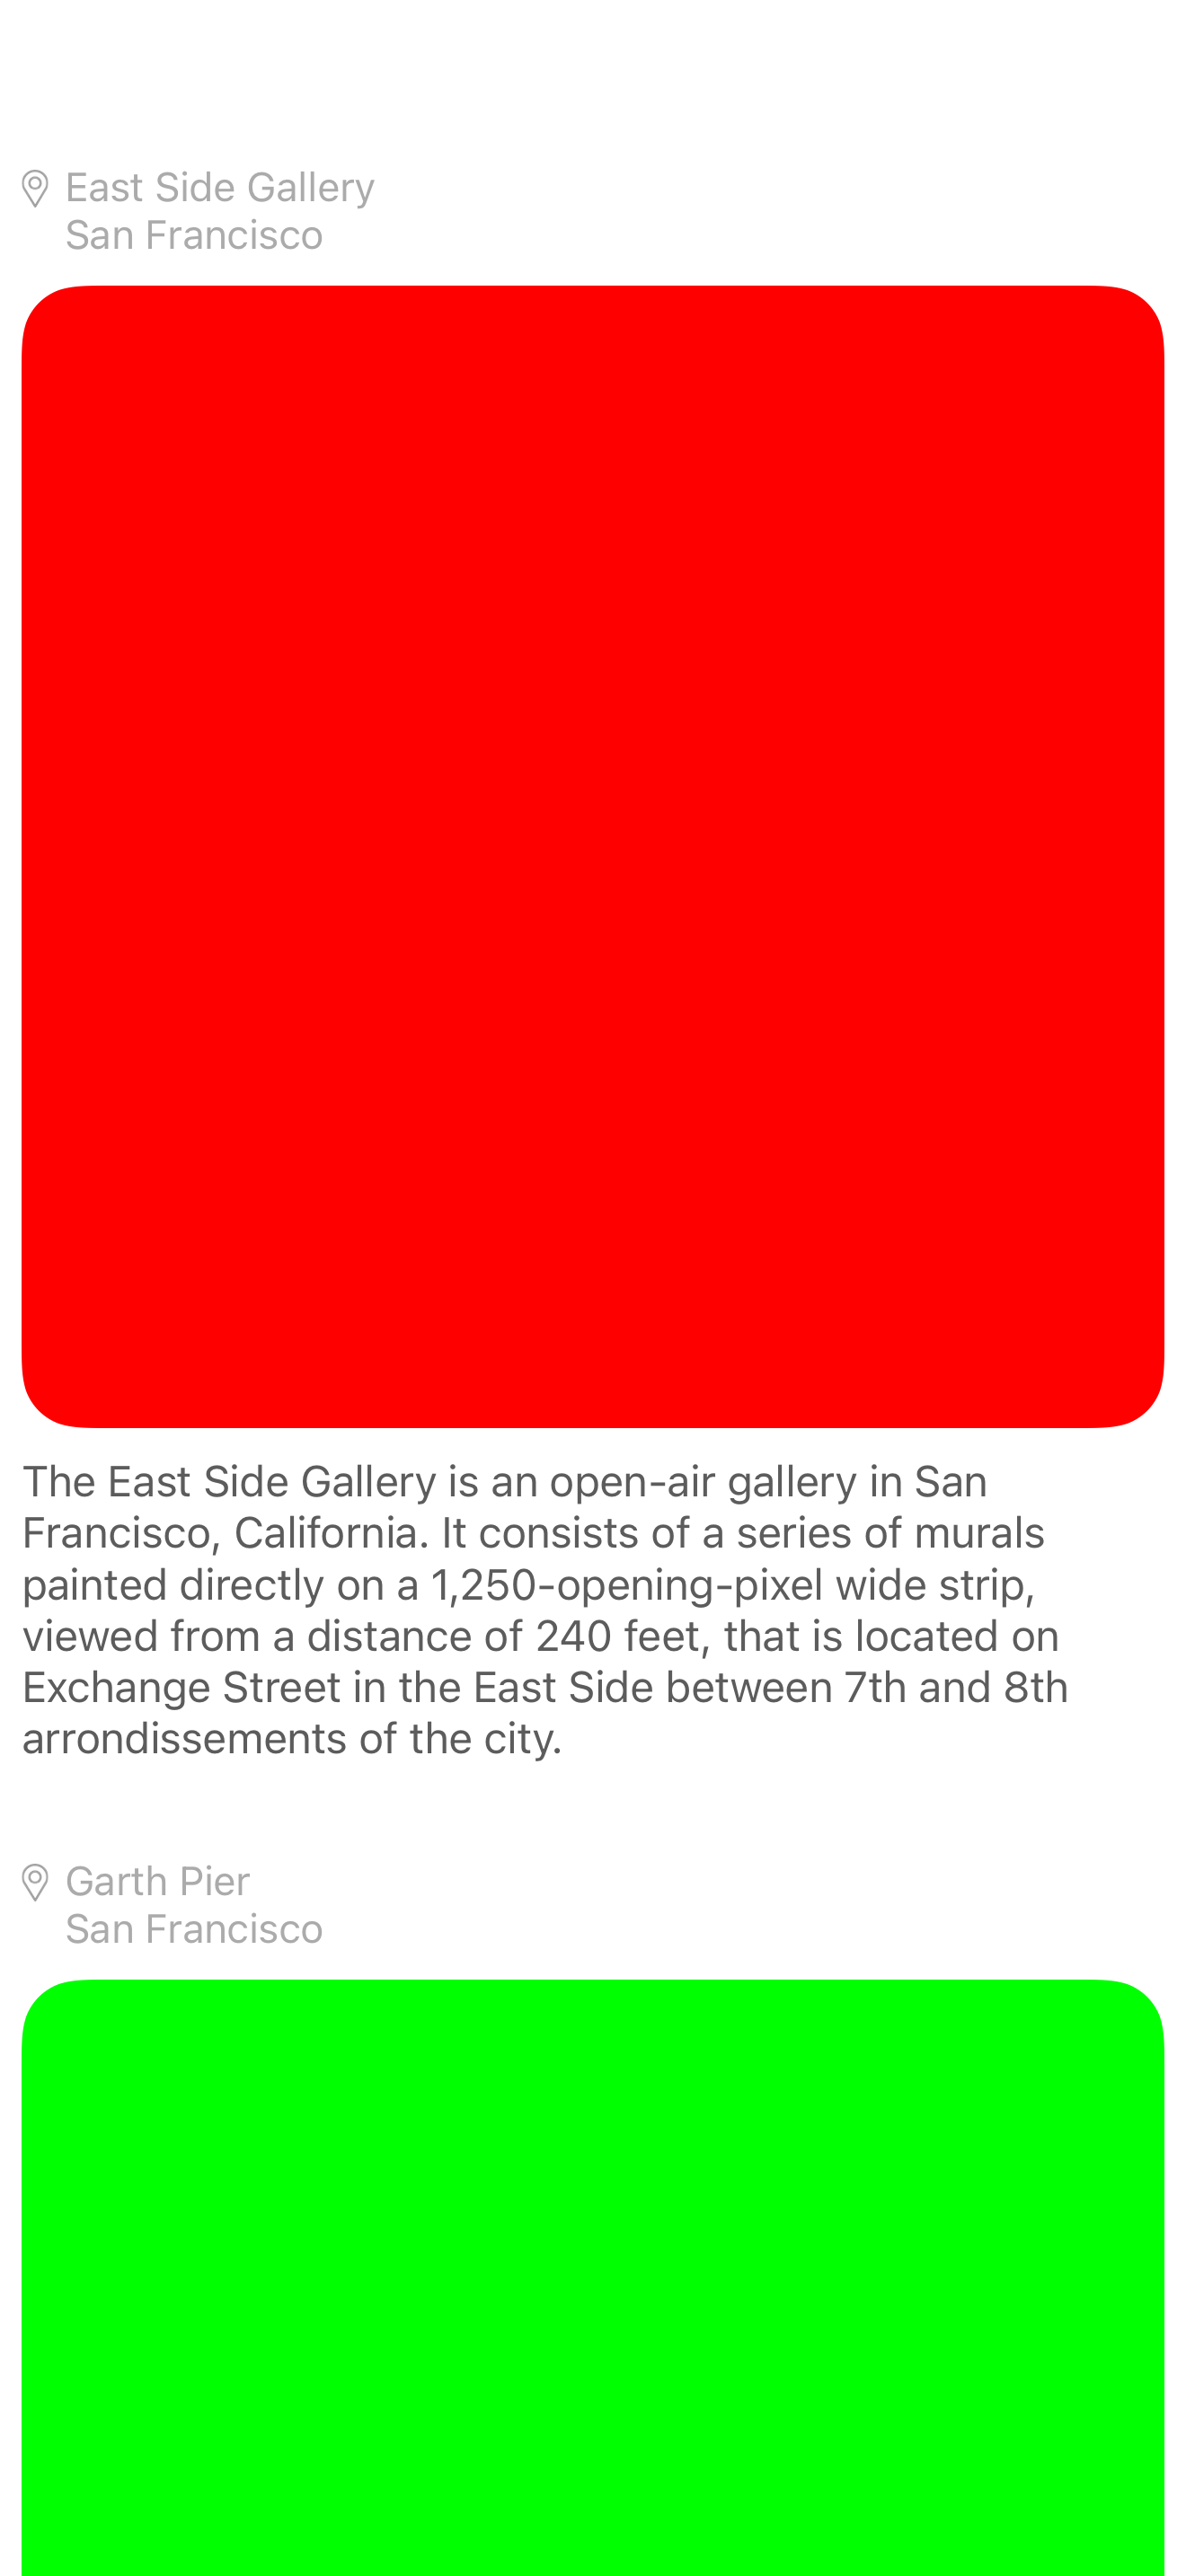 East Side Gallery
San Francisco
The East Side Gallery is an open-air gallery in San
Francisco, California. It consists of a series of murals
painted directly on a 1,250-opening-pixel wide strip,
viewed from a distance of 240 feet, that is located on
Exchange Street in the East Side between 7th and 8th
arrondissements of the city.
Garth Pier
San Francisco